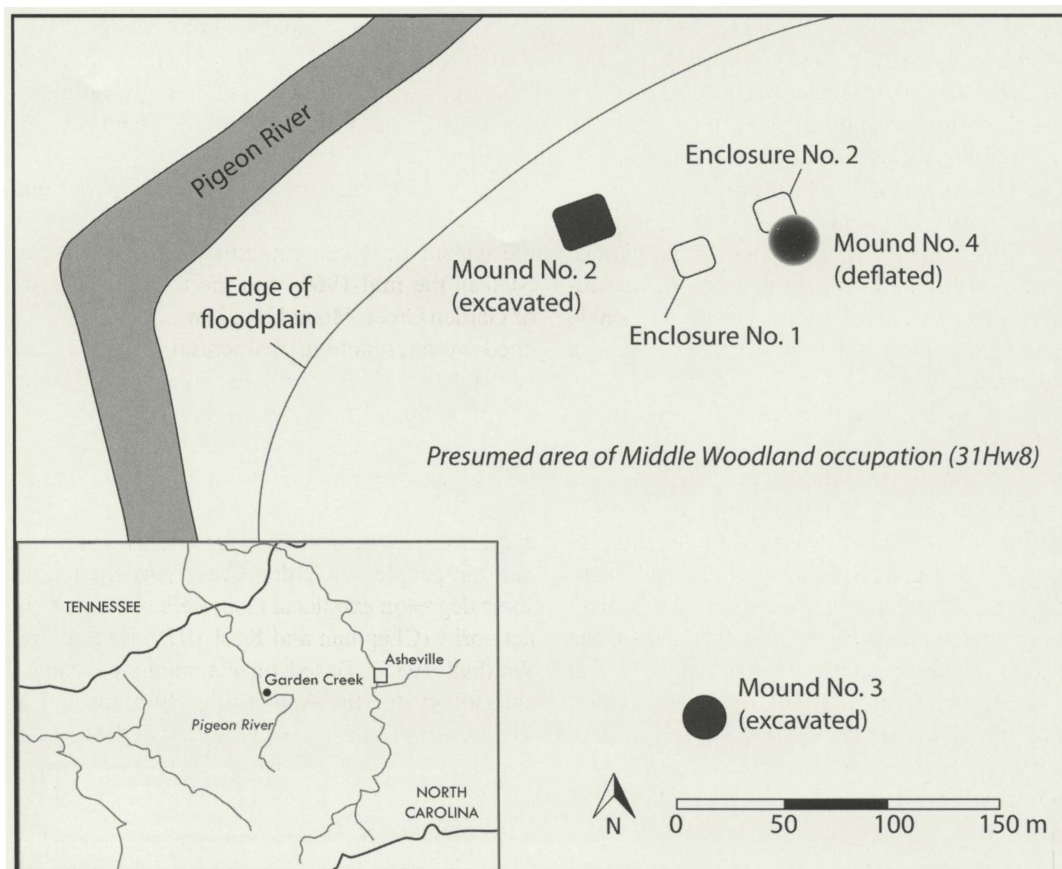 Pigeon River
Enclosure No. 2
Mound No. 2
(excavated)
Mound No. 4
(deflated)
Edge of
floodplain
Enclosure No. 1
Presumed area of Middle Woodland occupation (31Hw8)
TENNESSEE
Asheville
Garden Creek
Pigeon River
NORTH
CAROLINA
Mound No. 3
(excavated)
N
0 50 100 150 m